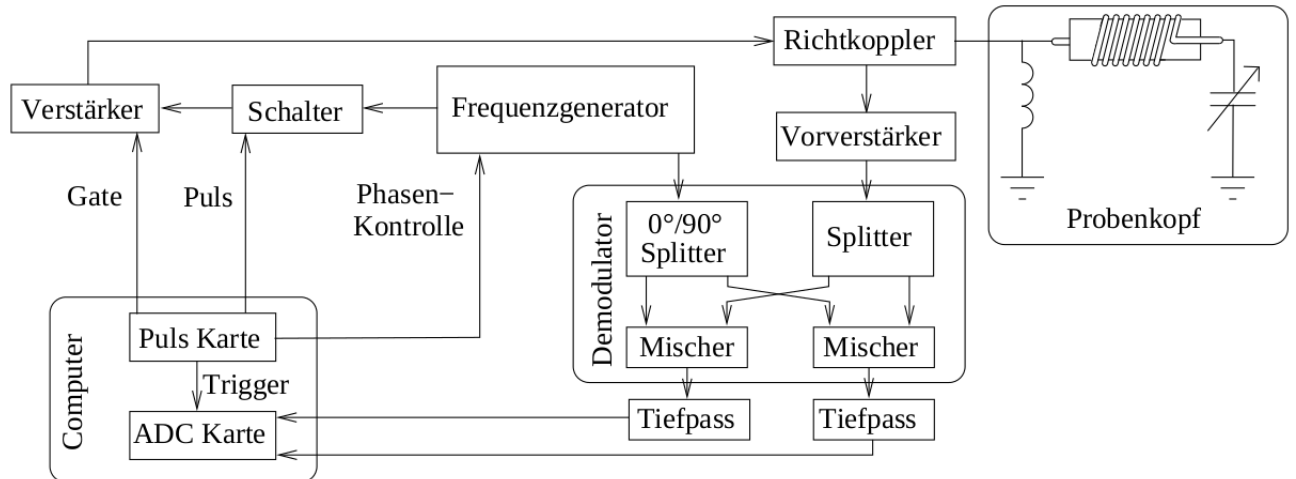 Richtkoppler
Verstärker
Schalter
Frequenzgenerator
Vorverstärker
Gate
Puls
Phasen−
Kontrolle
Probenkopf
Demodulator
0°/90°
Splitter
Splitter
Mischer
Mischer
Computer
Puls Karte
Trigger
ADC Karte
Tiefpass
Tiefpass